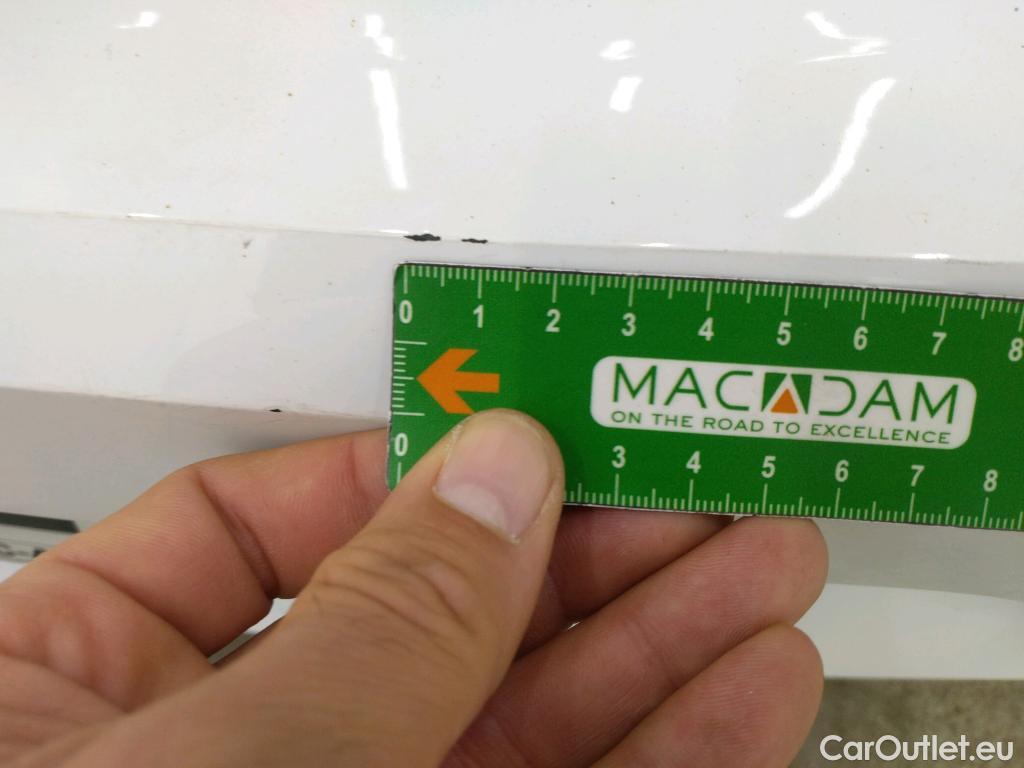 0 1 2 3 4 5 6 7 8
MACADAM
ON THE ROAD TO EXCELLENCE
0 3 4 5 6 7 8
CarOutlet.eu